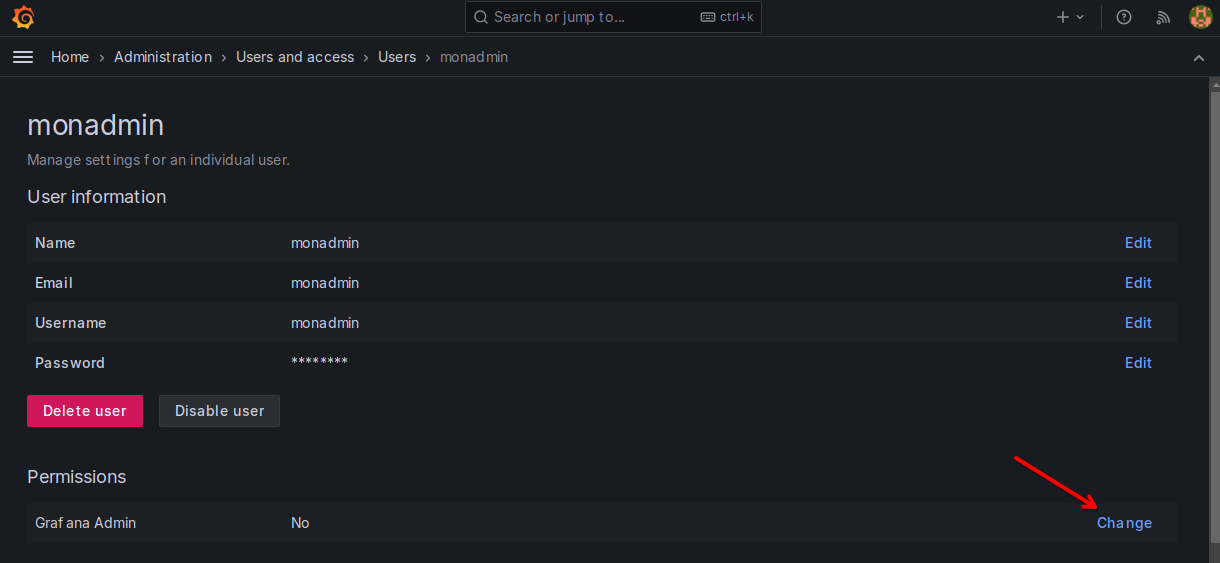 Search or jump to... ctrl+k
Home › Administration › Users and access › Users › monadmin
monadmin
Manage settings for an individual user.
User information
Name monadmin Edit
Email monadmin Edit
Username monadmin Edit
Password ******** Edit
Delete user Disable user
Permissions
Grafana Admin No Change